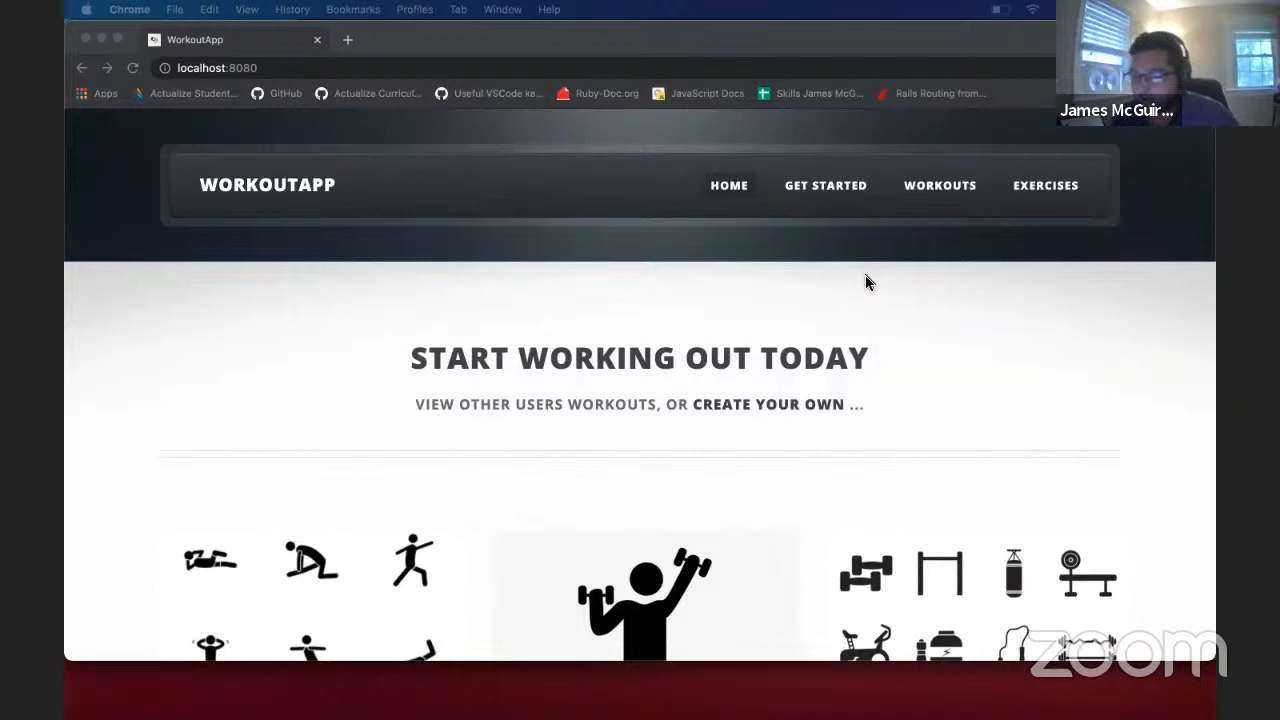 Chrome File Edit View History Bookmarks Profiles Tab Window Help
WorkoutApp
localhost:8080
Apps Actualize Student... GitHub Actualize Curricul... Useful VSCode ke... Ruby-Doc.org JavaScript Docs Skills James McG... Rails Routing from...
James McGuir...
WORKOUTAPP HOME GET STARTED WORKOUTS EXERCISES
START WORKING OUT TODAY
VIEW OTHER USERS WORKOUTS, OR CREATE YOUR OWN ...
zoom